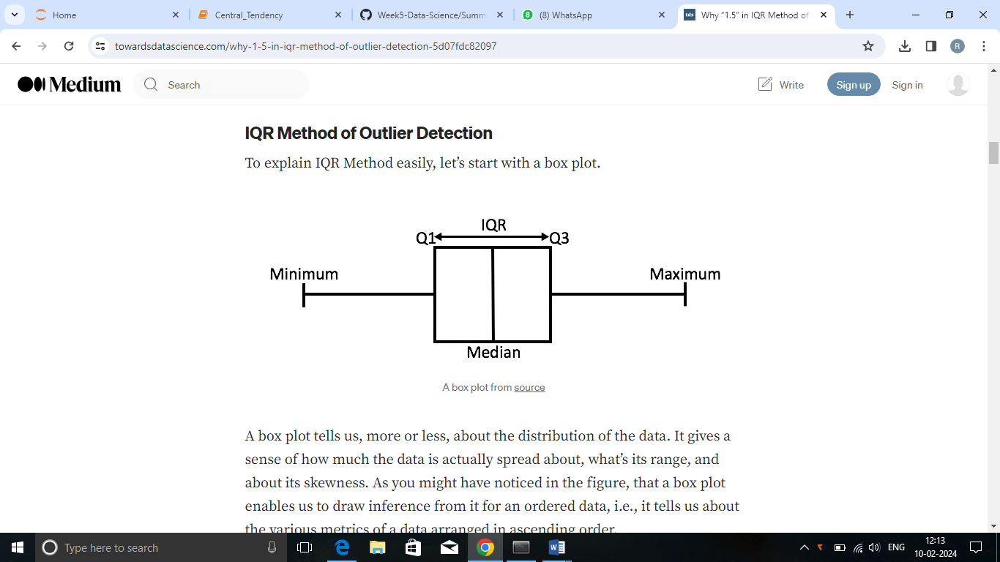 Home
Central_Tendency
Week5-Data-Science/Summ
8
(8) WhatsApp
tds
Why "1.5" in IQR Method of
towardsdatascience.com/why-1-5-in-iqr-method-of-outlier-detection-5d07fdc82097
R
Medium
Search
Write
Sign up
Sign in
IQR Method of Outlier Detection
To explain IQR Method easily, let’s start with a box plot.
IQR
Q1
Q3
Minimum
Maximum
Median
A box plot from source
A box plot tells us, more or less, about the distribution of the data. It gives a
sense of how much the data is actually spread about, what’s its range, and
about its skewness. As you might have noticed in the figure, that a box plot
enables us to draw inference from it for an ordered data, i.e., it tells us about
the various metrics of a data arranged in ascending order.
Type here to search
ENG
12:13
10-02-2024